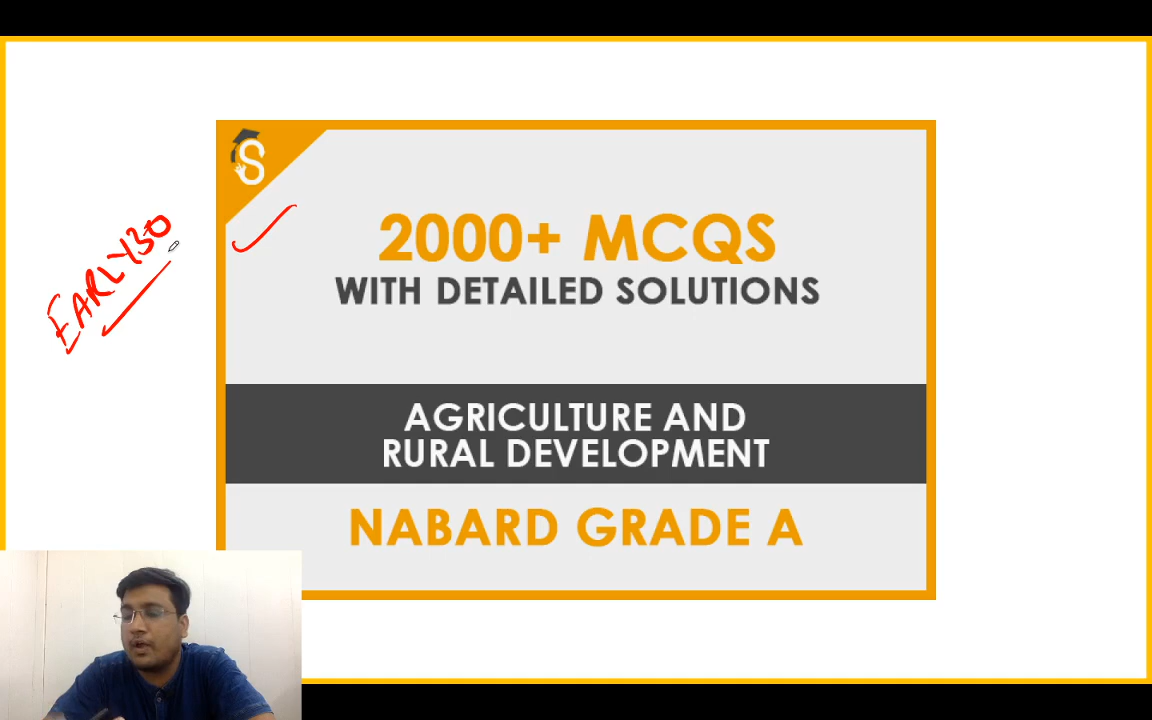 EARLY30
2000+ MCQS
WITH DETAILED SOLUTIONS
AGRICULTURE AND
RURAL DEVELOPMENT
NABARD GRADE A